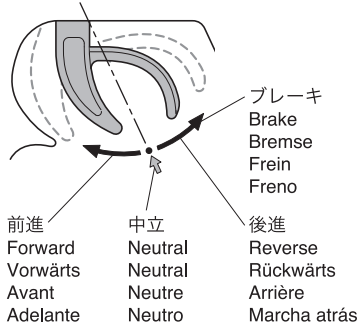 ブレーキ
Brake
Bremse
Frein
Freno
前進
Forward
Vorwärts
Avant
Adelante
中立
Neutral
Neutral
Neutre
Neutro
後進
Reverse
Rückwärts
Arrière
Marcha atrás